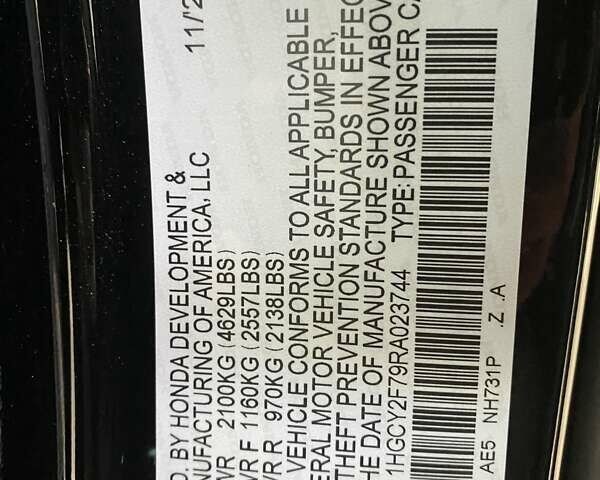 D. BY HONDA DEVELOPMENT &
NUFACTURING OF AMERICA, LLC 11/'2
WR 2100KG (4629LBS)
WR F 1160KG (2557LBS)
WR R 970KG (2138LBS)
VEHICLE CONFORMS TO ALL APPLICABLE
ERAL MOTOR VEHICLE SAFETY, BUMPER,
THEFT PREVENTION STANDARDS IN EFFEC
HE DATE OF MANUFACTURE SHOWN ABOV
1HGCY2F79RA023744 TYPE: PASSENGER CA
AE5 NH731P .Z .A